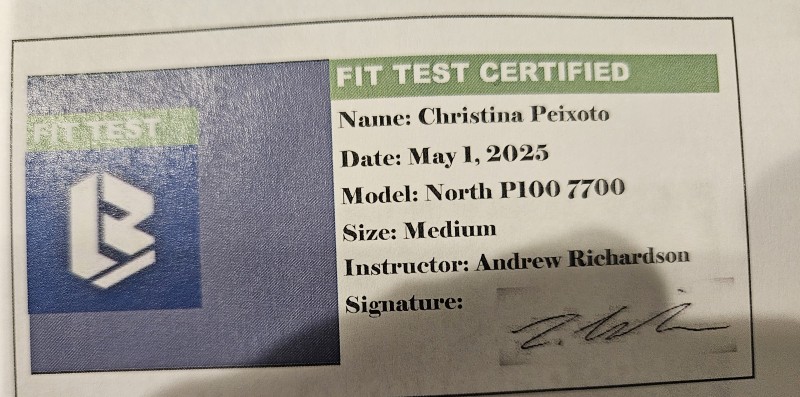 FIT TEST
FIT TEST CERTIFIED
Name: Christina Peixoto
Date: May 1, 2025
Model: North P100 7700
Size: Medium
Instructor: Andrew Richardson
Signature: